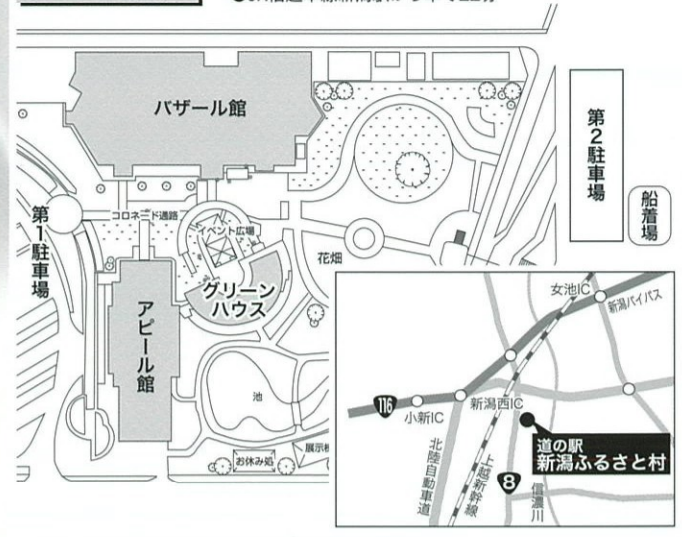 バザール館
第2駐車場
船着場
第1駐車場
コロネード通路
イベント広場
花畑
グリーン
ハウス
アピール館
池
お休み処
女池IC
新潟バイパス
116
小新IC
新潟西IC
道の駅
新潟ふるさと村
北陸自動車道
上越新幹線
8
信濃川